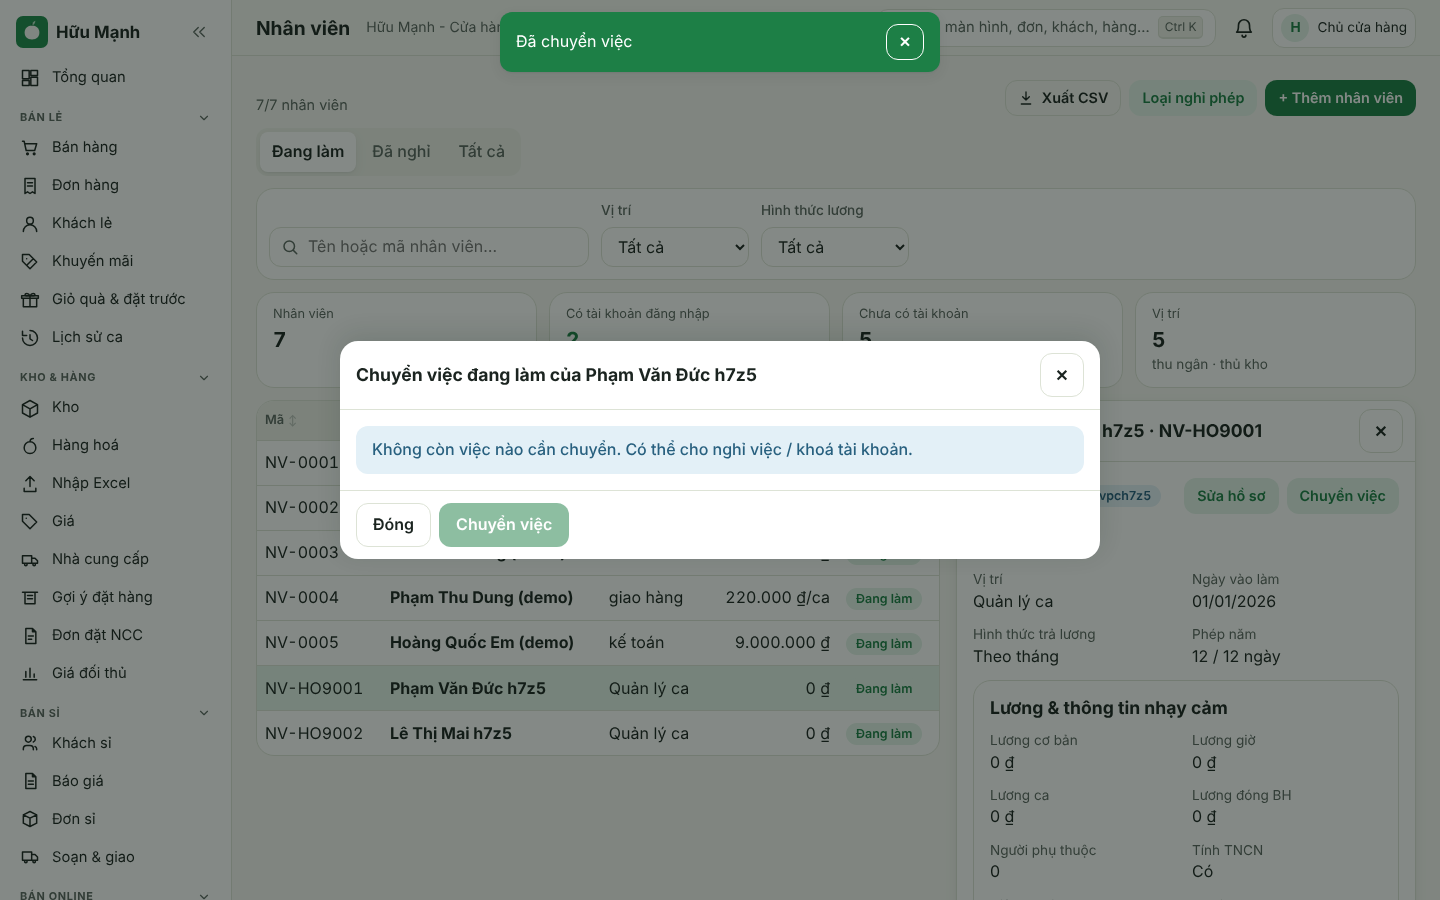 Hữu Mạnh
Tổng quan
BÁN LẺ
Bán hàng
Đơn hàng
Khách lẻ
Khuyến mãi
Giỏ quà & đặt trước
Lịch sử ca
KHO & HÀNG
Kho
Hàng hoá
Nhập Excel
Giá
Nhà cung cấp
Gợi ý đặt hàng
Đơn đặt NCC
Giá đối thủ
BÁN SỈ
Khách sỉ
Báo giá
Đơn sỉ
Soạn & giao
BÁN ONLINE
Nhân viên
Hữu Mạnh - Cửa hàn
màn hình, đơn, khách, hàng...
Ctrl K
H
Chủ cửa hàng
Đã chuyển việc
7/7 nhân viên
Xuất CSV
Loại nghỉ phép
+ Thêm nhân viên
Đang làm
Đã nghỉ
Tất cả
Vị trí
Hình thức lương
Tên hoặc mã nhân viên...
Tất cả
Tất cả
Nhân viên
7
Có tài khoản đăng nhập
2
Chưa có tài khoản
5
Vị trí
5
thu ngân · thủ kho
Chuyển việc đang làm của Phạm Văn Đức h7z5
Không còn việc nào cần chuyển. Có thể cho nghỉ việc / khoá tài khoản.
Đóng
Chuyển việc
Mã
NV-0001
NV-0002
NV-0003
NV-0004 Phạm Thu Dung (demo) giao hàng 220.000 ₫/ca Đang làm
NV-0005 Hoàng Quốc Em (demo) kế toán 9.000.000 ₫ Đang làm
NV-HO9001 Phạm Văn Đức h7z5 Quản lý ca 0 ₫ Đang làm
NV-HO9002 Lê Thị Mai h7z5 Quản lý ca 0 ₫ Đang làm
h7z5 · NV-HO9001
vpch7z5
Sửa hồ sơ
Chuyển việc
Vị trí
Quản lý ca
Ngày vào làm
01/01/2026
Hình thức trả lương
Theo tháng
Phép năm
12 / 12 ngày
Lương & thông tin nhạy cảm
Lương cơ bản
0 ₫
Lương giờ
0 ₫
Lương ca
0 ₫
Lương đóng BH
0 ₫
Người phụ thuộc
0
Tính TNCN
Có